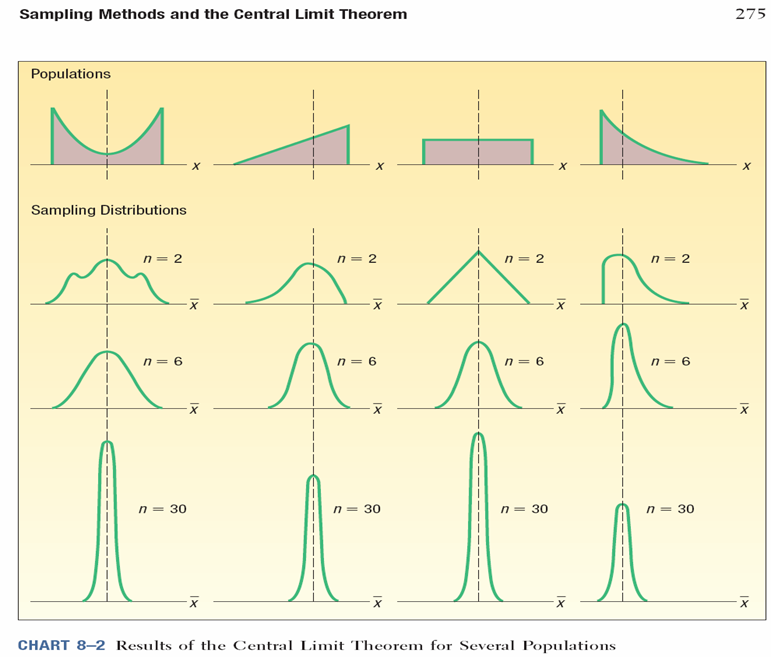 Sampling Methods and the Central Limit Theorem 275
Populations
x x x x
Sampling Distributions
n = 2 n = 2 n = 2 n = 2
x̅ x̅ x̅ x̅
n = 6 n = 6 n = 6 n = 6
x̅ x̅ x̅ x̅
n = 30 n = 30 n = 30 n = 30
x̅ x̅ x̅ x̅
CHART 8–2 Results of the Central Limit Theorem for Several Populations